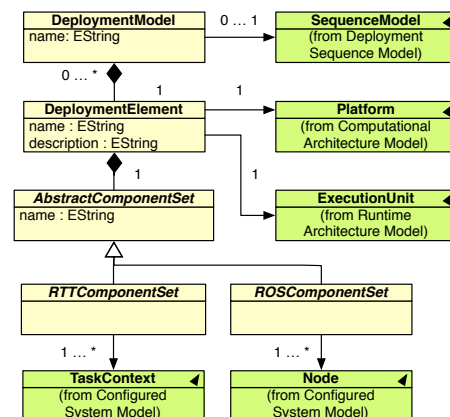 DeploymentModel
name: EString
0 ... 1
SequenceModel
(from Deployment
Sequence Model)
0 ... *
1
DeploymentElement
name : EString
description : EString
1
Platform
(from Computational
Architecture Model)
1
1
AbstractComponentSet
name : EString
ExecutionUnit
(from Runtime
Architecture Model)
RTTComponentSet
ROSComponentSet
1 ... *
1 ... *
TaskContext
(from Configured
System Model)
Node
(from Configured
System Model)